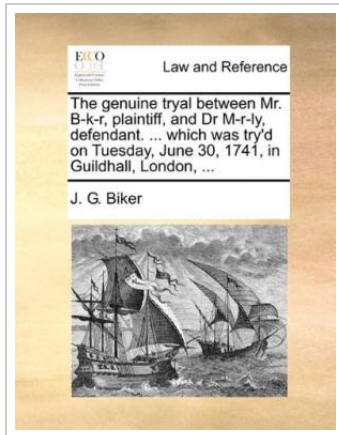 ECCO
Law and Reference
The genuine tryal between Mr.
B-k-r, plaintiff, and Dr M-r-ly,
defendant. ... which was try'd
on Tuesday, June 30, 1741, in
Guildhall, London, ...
J. G. Biker